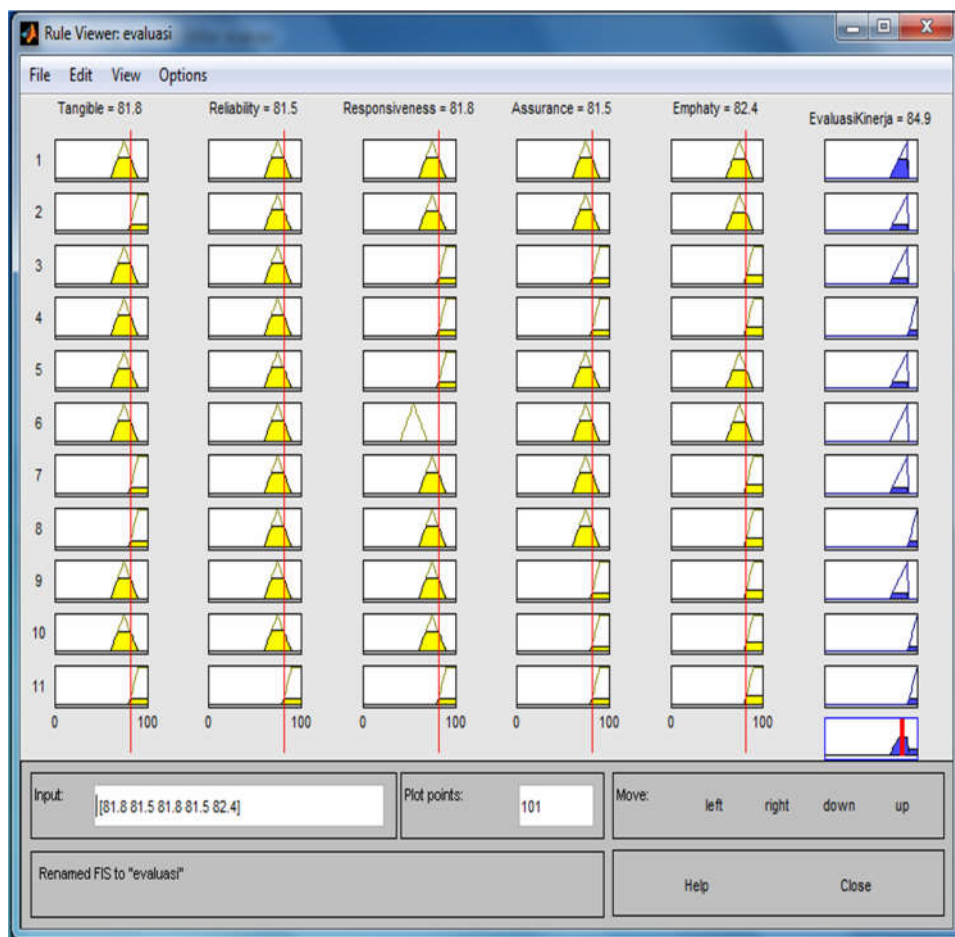 Rule Viewer: evaluasi
File Edit View Options
Tangible = 81.8 Reliability = 81.5 Responsiveness = 81.8 Assurance = 81.5 Emphaty = 82.4 EvaluasiKinerja = 84.9
1
2
3
4
5
6
7
8
9
10
11
0 100 0 100 0 100 0 100 0 100
Input: [81.8 81.5 81.8 81.5 82.4] Plot points: 101 Move: left right down up
Renamed FIS to "evaluasi" Help Close